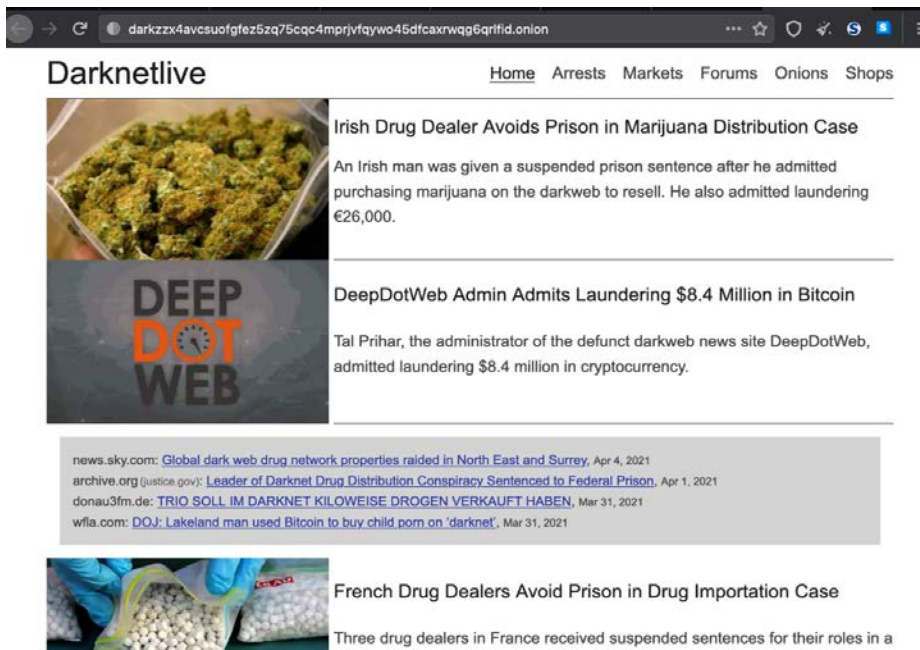 darkzzx4avcsuofgfez5zq75cqc4mprjvfqywo45dfcaxrwqg6qrlfid.onion
Darknetlive
Home Arrests Markets Forums Onions Shops
Irish Drug Dealer Avoids Prison in Marijuana Distribution Case
An Irish man was given a suspended prison sentence after he admitted
purchasing marijuana on the darkweb to resell. He also admitted laundering
€26,000.
DEEP
DOT
WEB
DeepDotWeb Admin Admits Laundering $8.4 Million in Bitcoin
Tal Prihar, the administrator of the defunct darkweb news site DeepDotWeb,
admitted laundering $8.4 million in cryptocurrency.
news.sky.com: Global dark web drug network properties raided in North East and Surrey, Apr 4, 2021
archive.org (justice.gov): Leader of Darknet Drug Distribution Conspiracy Sentenced to Federal Prison, Apr 1, 2021
donau3fm.de: TRIO SOLL IM DARKNET KILOWEISE DROGEN VERKAUFT HABEN, Mar 31, 2021
wfla.com: DOJ: Lakeland man used Bitcoin to buy child porn on 'darknet', Mar 31, 2021
French Drug Dealers Avoid Prison in Drug Importation Case
Three drug dealers in France received suspended sentences for their roles in a